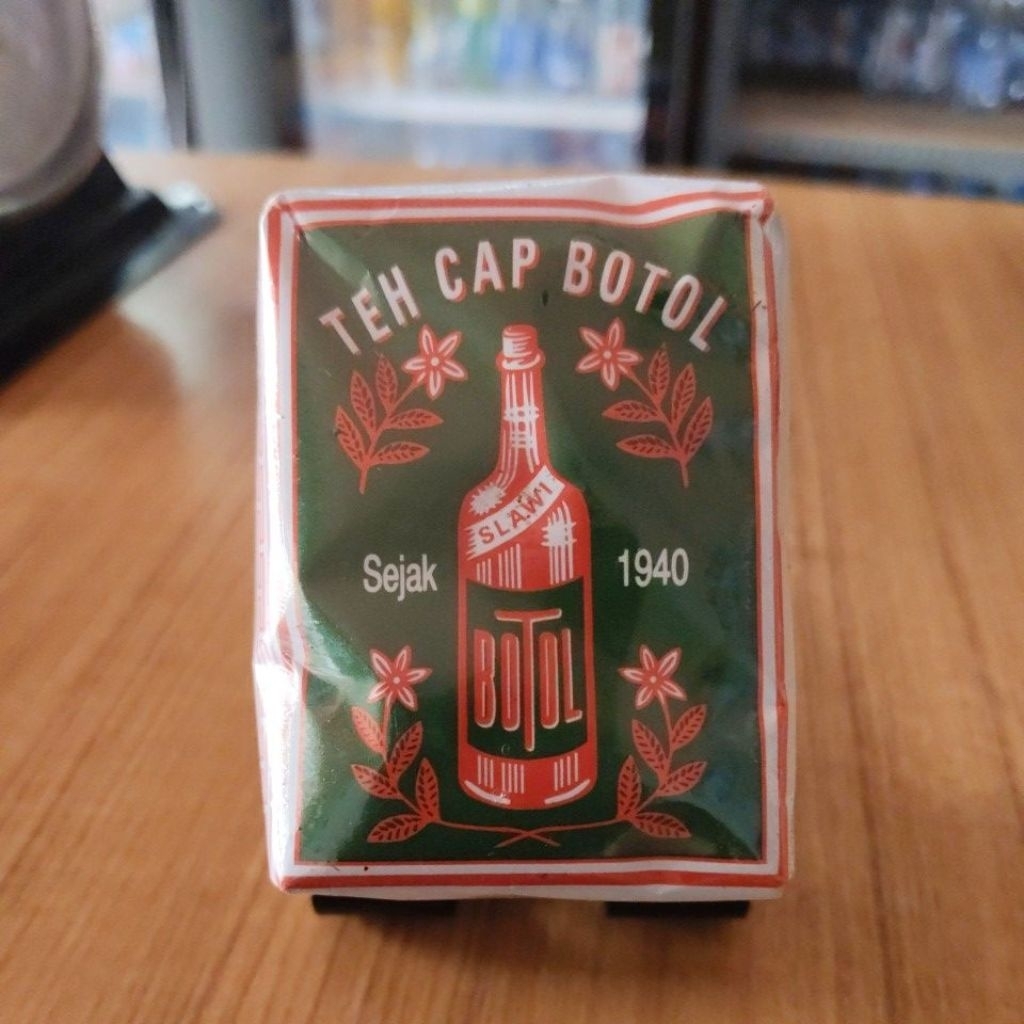 TEH CAP BOTOL
SLAWI
Sejak 1940
BOTOL